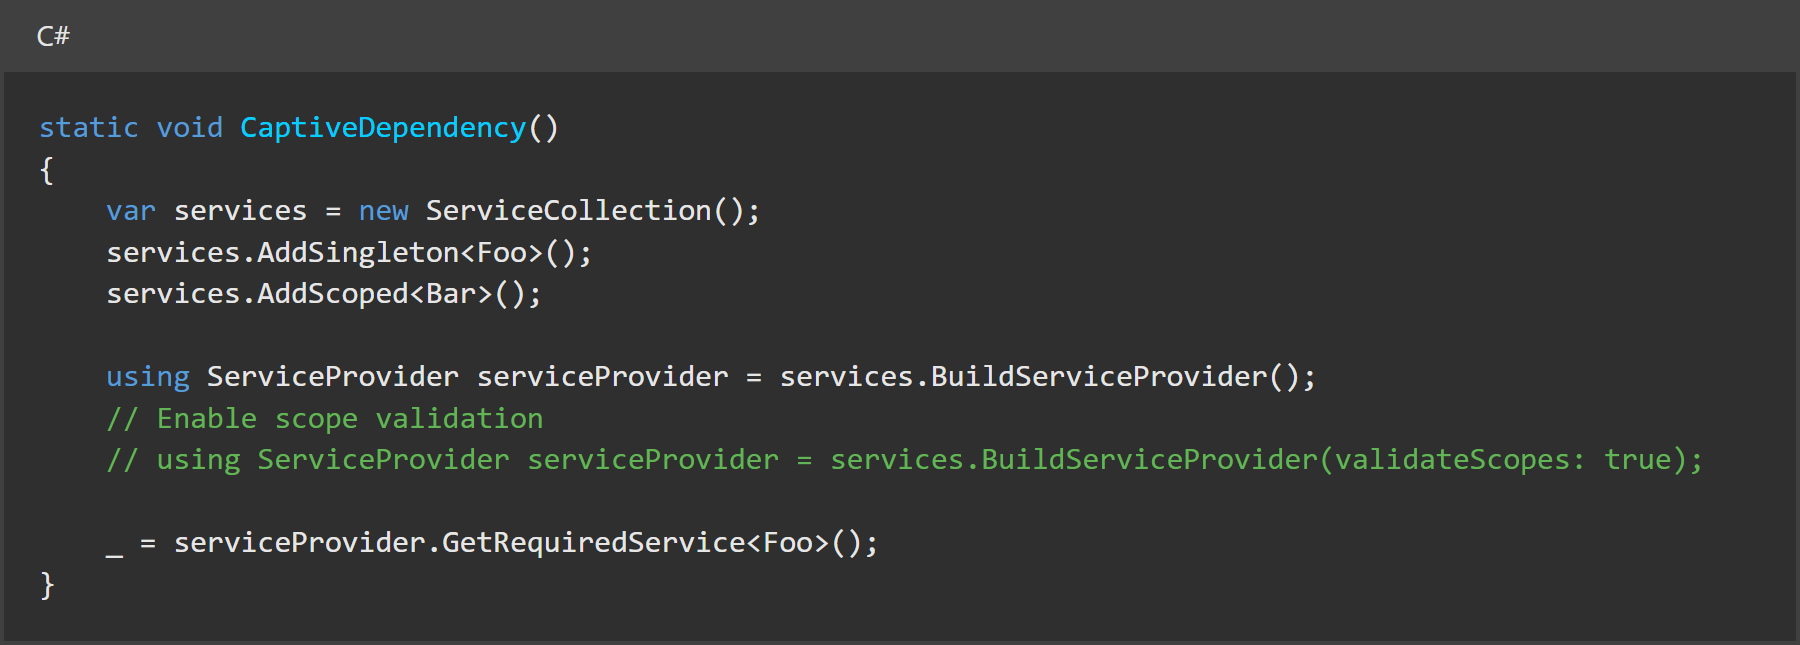 C#
static void CaptiveDependency()
{
    var services = new ServiceCollection();
    services.AddSingleton<Foo>();
    services.AddScoped<Bar>();

    using ServiceProvider serviceProvider = services.BuildServiceProvider();
    // Enable scope validation
    // using ServiceProvider serviceProvider = services.BuildServiceProvider(validateScopes: true);

    _ = serviceProvider.GetRequiredService<Foo>();
}